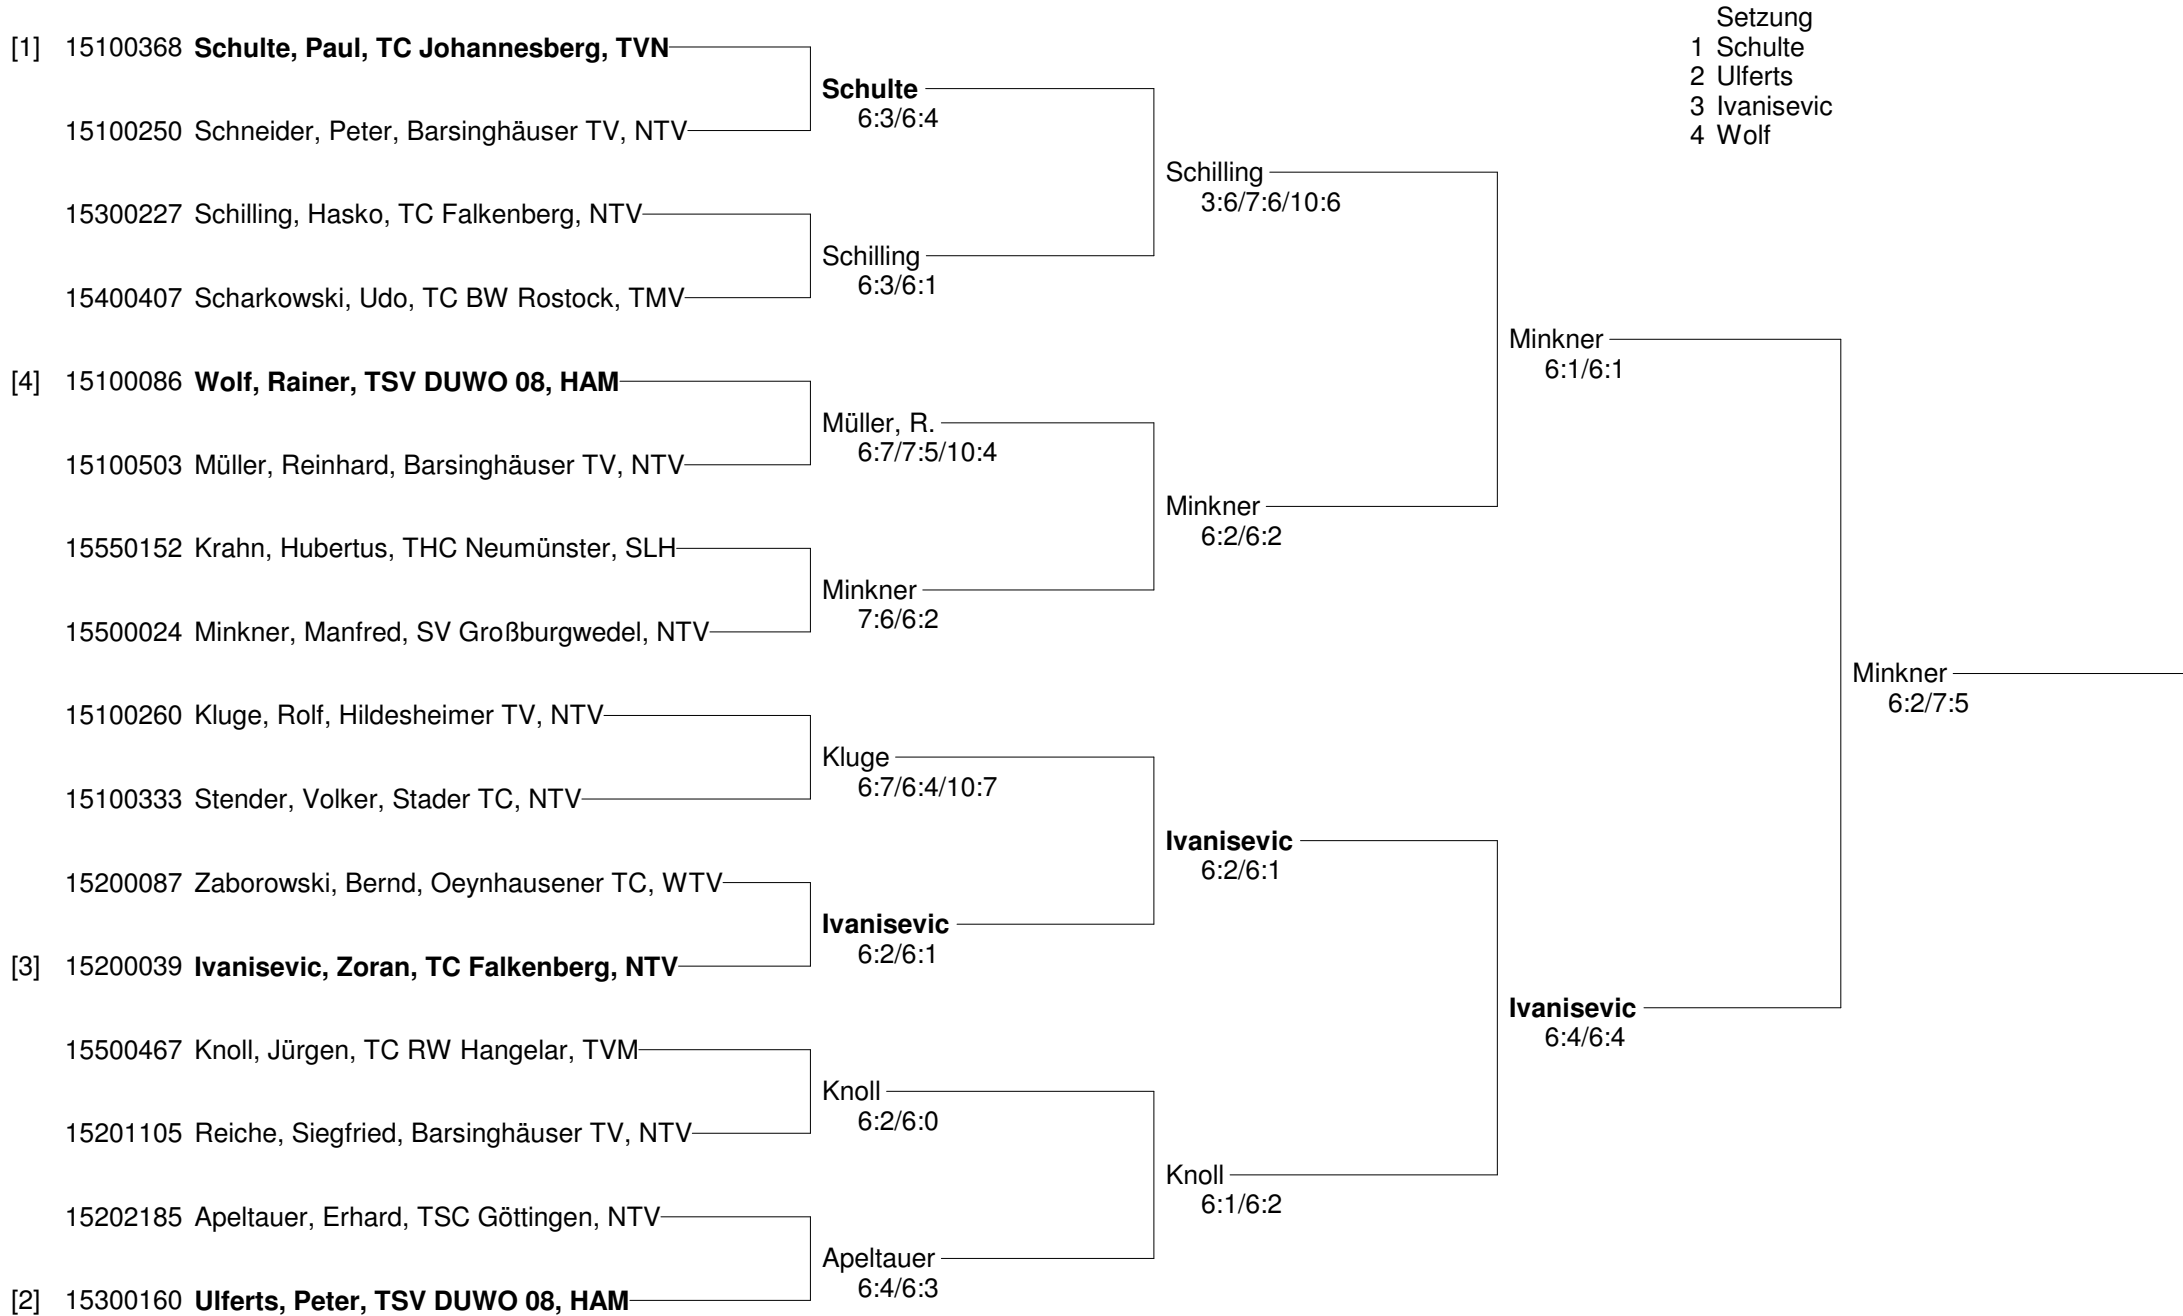 Setzung
1 Schulte
2 Ulferts
3 Ivanisevic
4 Wolf
[1] 15100368 Schulte, Paul, TC Johannesberg, TVN
15100250 Schneider, Peter, Barsinghäuser TV, NTV
15300227 Schilling, Hasko, TC Falkenberg, NTV
15400407 Scharkowski, Udo, TC BW Rostock, TMV
[4] 15100086 Wolf, Rainer, TSV DUWO 08, HAM
15100503 Müller, Reinhard, Barsinghäuser TV, NTV
15550152 Krahn, Hubertus, THC Neumünster, SLH
15500024 Minkner, Manfred, SV Großburgwedel, NTV
15100260 Kluge, Rolf, Hildesheimer TV, NTV
15100333 Stender, Volker, Stader TC, NTV
15200087 Zaborowski, Bernd, Oeynhausener TC, WTV
[3] 15200039 Ivanisevic, Zoran, TC Falkenberg, NTV
15500467 Knoll, Jürgen, TC RW Hangelar, TVM
15201105 Reiche, Siegfried, Barsinghäuser TV, NTV
15202185 Apeltauer, Erhard, TSC Göttingen, NTV
[2] 15300160 Ulferts, Peter, TSV DUWO 08, HAM
Schulte
6:3/6:4
Schilling
6:3/6:1
Müller, R.
6:7/7:5/10:4
Minkner
7:6/6:2
Kluge
6:7/6:4/10:7
Ivanisevic
6:2/6:1
Knoll
6:2/6:0
Apeltauer
6:4/6:3
Schilling
3:6/7:6/10:6
Minkner
6:2/6:2
Ivanisevic
6:2/6:1
Knoll
6:1/6:2
Minkner
6:1/6:1
Ivanisevic
6:4/6:4
Minkner
6:2/7:5